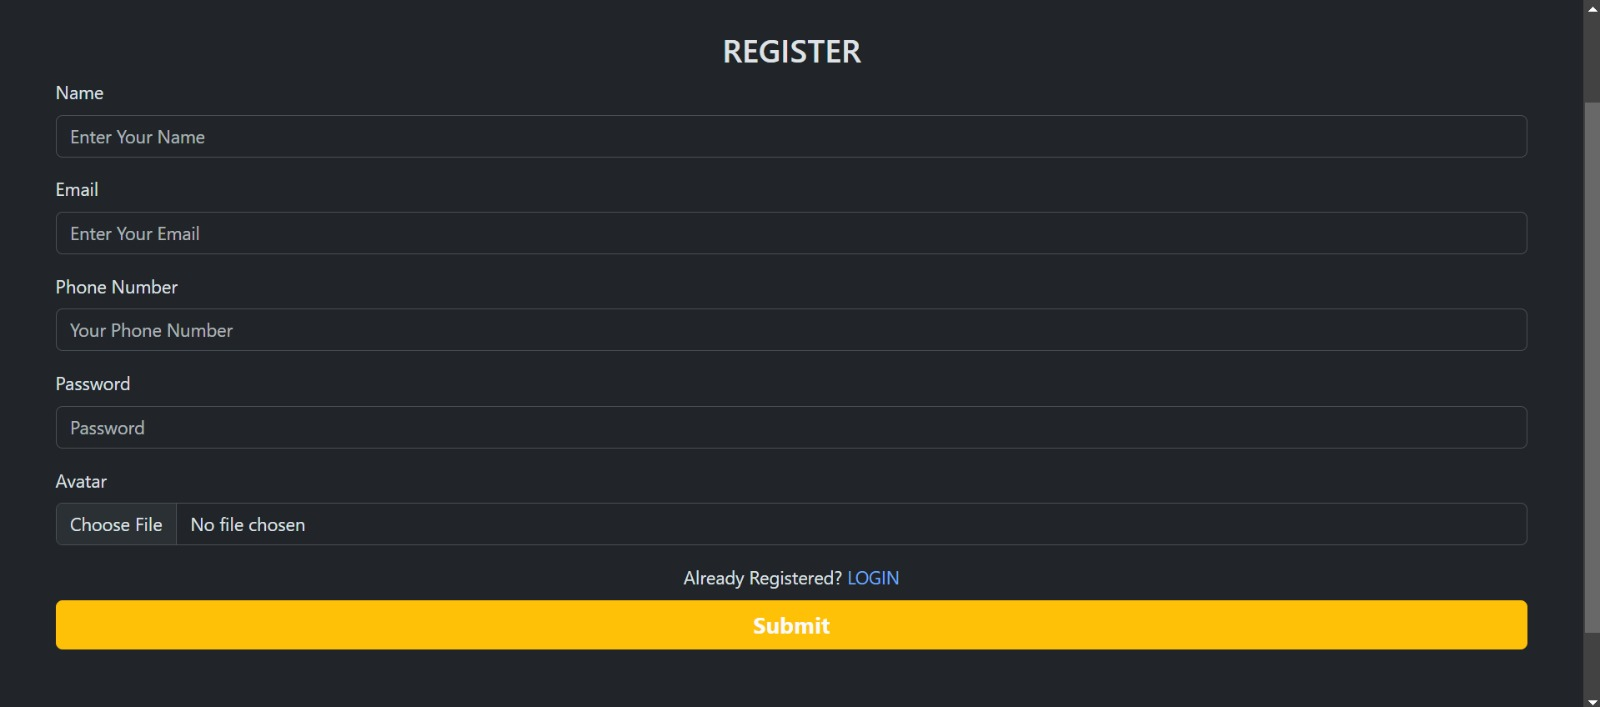 REGISTER
Name
Enter Your Name
Email
Enter Your Email
Phone Number
Your Phone Number
Password
Password
Avatar
Choose File No file chosen
Already Registered? LOGIN
Submit